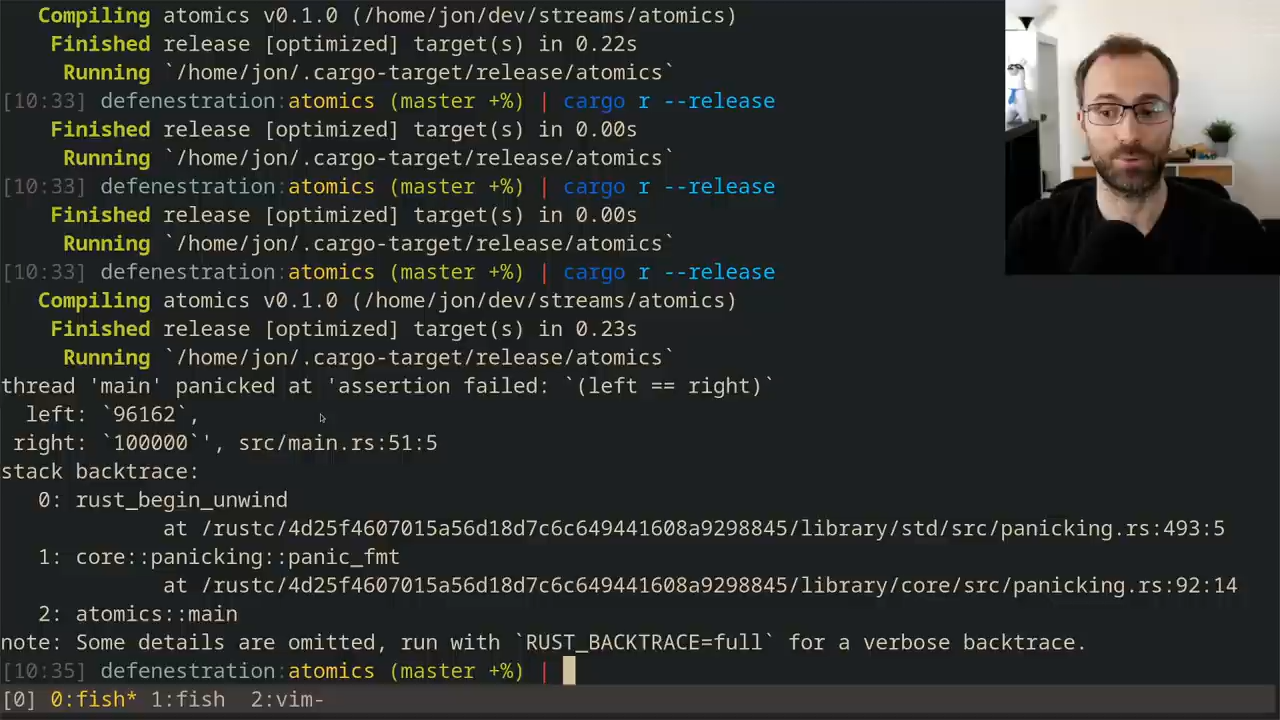 Compiling atomics v0.1.0 (/home/jon/dev/streams/atomics)
Finished release [optimized] target(s) in 0.22s
Running `/home/jon/.cargo-target/release/atomics`
[10:33] defenestration:atomics (master +%) | cargo r --release
Finished release [optimized] target(s) in 0.00s
Running `/home/jon/.cargo-target/release/atomics`
[10:33] defenestration:atomics (master +%) | cargo r --release
Finished release [optimized] target(s) in 0.00s
Running `/home/jon/.cargo-target/release/atomics`
[10:33] defenestration:atomics (master +%) | cargo r --release
Compiling atomics v0.1.0 (/home/jon/dev/streams/atomics)
Finished release [optimized] target(s) in 0.23s
Running `/home/jon/.cargo-target/release/atomics`
thread 'main' panicked at 'assertion failed: `(left == right)`
left: `96162`,
right: `100000`', src/main.rs:51:5
stack backtrace:
0: rust_begin_unwind
at /rustc/4d25f4607015a56d18d7c6c649441608a9298845/library/std/src/panicking.rs:493:5
1: core::panicking::panic_fmt
at /rustc/4d25f4607015a56d18d7c6c649441608a9298845/library/core/src/panicking.rs:92:14
2: atomics::main
note: Some details are omitted, run with `RUST_BACKTRACE=full` for a verbose backtrace.
[10:35] defenestration:atomics (master +%) |
[0] 0:fish* 1:fish 2:vim-